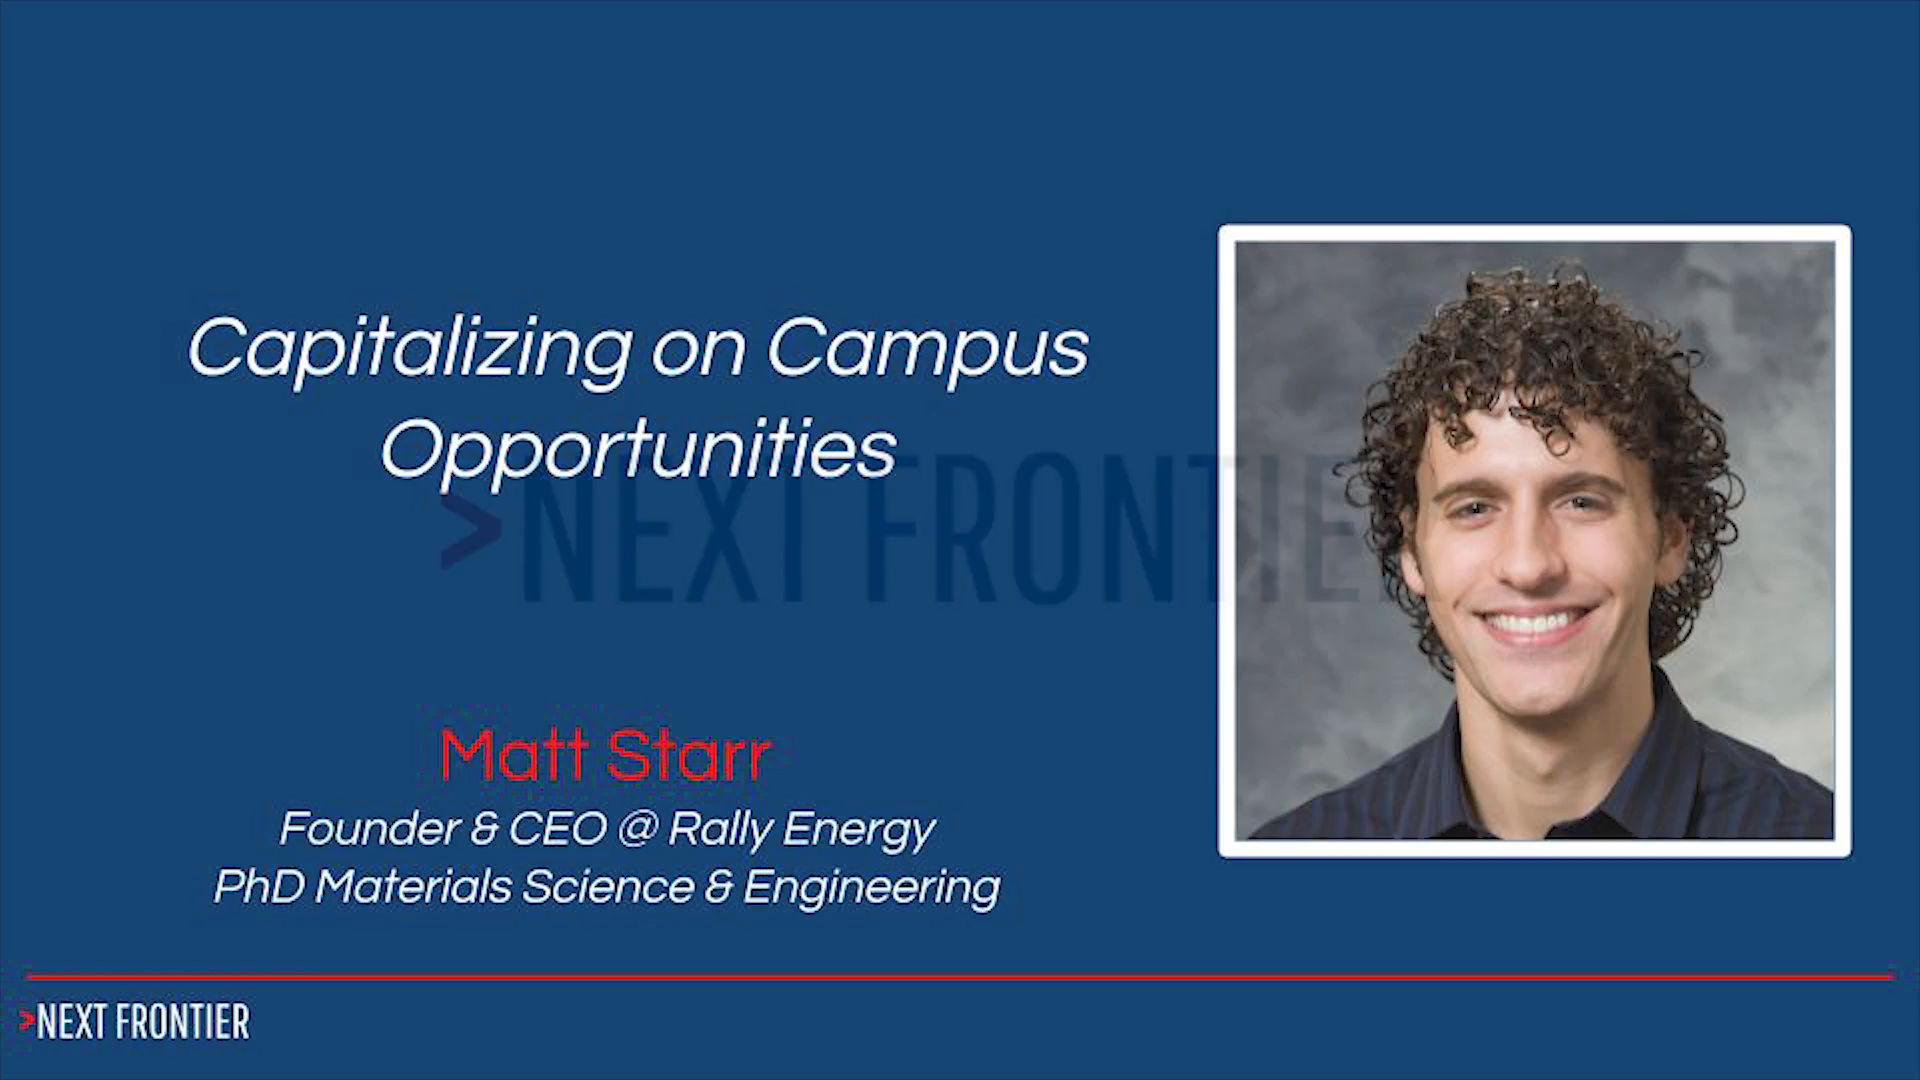 Capitalizing on Campus
Opportunities
>NEXT FRONTIER
Matt Starr
Founder & CEO @ Rally Energy
PhD Materials Science & Engineering
>NEXT FRONTIER